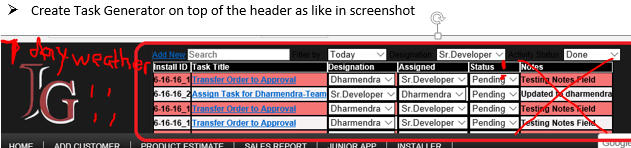 ➢ Create Task Generator on top of the header as like in screenshot
7 day weather
Add New Search Filter by: Today Designation: Sr.Developer Activity Status: Done
Install ID Task Title Designation Assigned Status Notes
6-16-16_1 Transfer Order to Approval Dharmendra Sr.Developer Pending Testing Notes Field
6-16-16_2 Assign Task for Dharmendra-Team Sr.Developer Dharmendra Pending Updated to dharmendra
6-16-16_1 Transfer Order to Approval Dharmendra Sr.Developer Pending Testing Notes Field
6-16-16_1 Transfer Order to Approval Dharmendra Sr.Developer Pending Testing Notes Field
JG
HOME ADD CUSTOMER PRODUCT ESTIMATE SALES REPORT JUNIOR APP INSTALLER Google